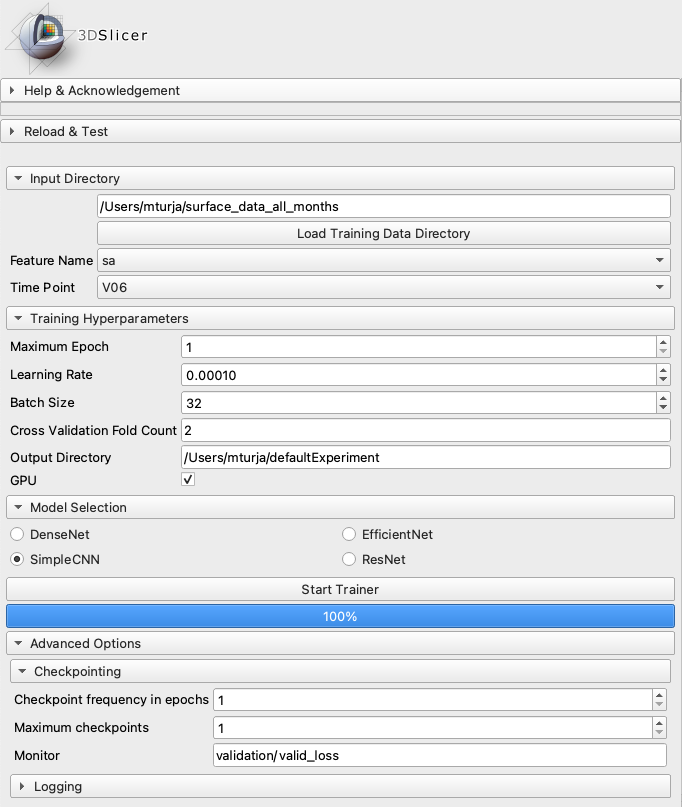 3DSlicer
Help & Acknowledgement
Reload & Test
Input Directory
/Users/mturja/surface_data_all_months
Load Training Data Directory
Feature Name sa
Time Point V06
Training Hyperparameters
Maximum Epoch 1
Learning Rate 0.00010
Batch Size 32
Cross Validation Fold Count 2
Output Directory /Users/mturja/defaultExperiment
GPU
Model Selection
DenseNet EfficientNet
SimpleCNN ResNet
Start Trainer
100%
Advanced Options
Checkpointing
Checkpoint frequency in epochs 1
Maximum checkpoints 1
Monitor validation/valid_loss
Logging